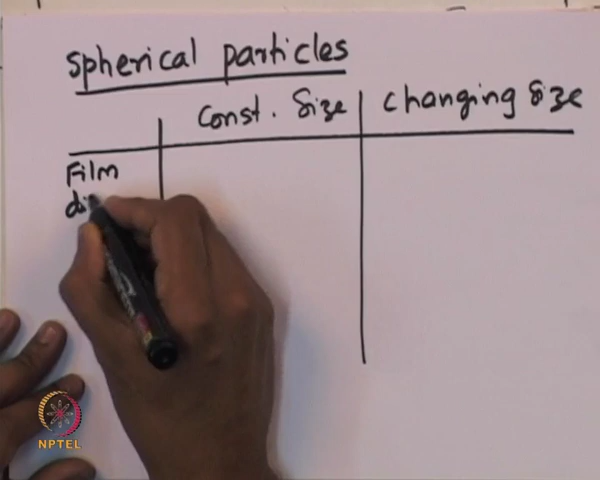 Spherical particles
Const. Size
Changing Size
Film
NPTEL